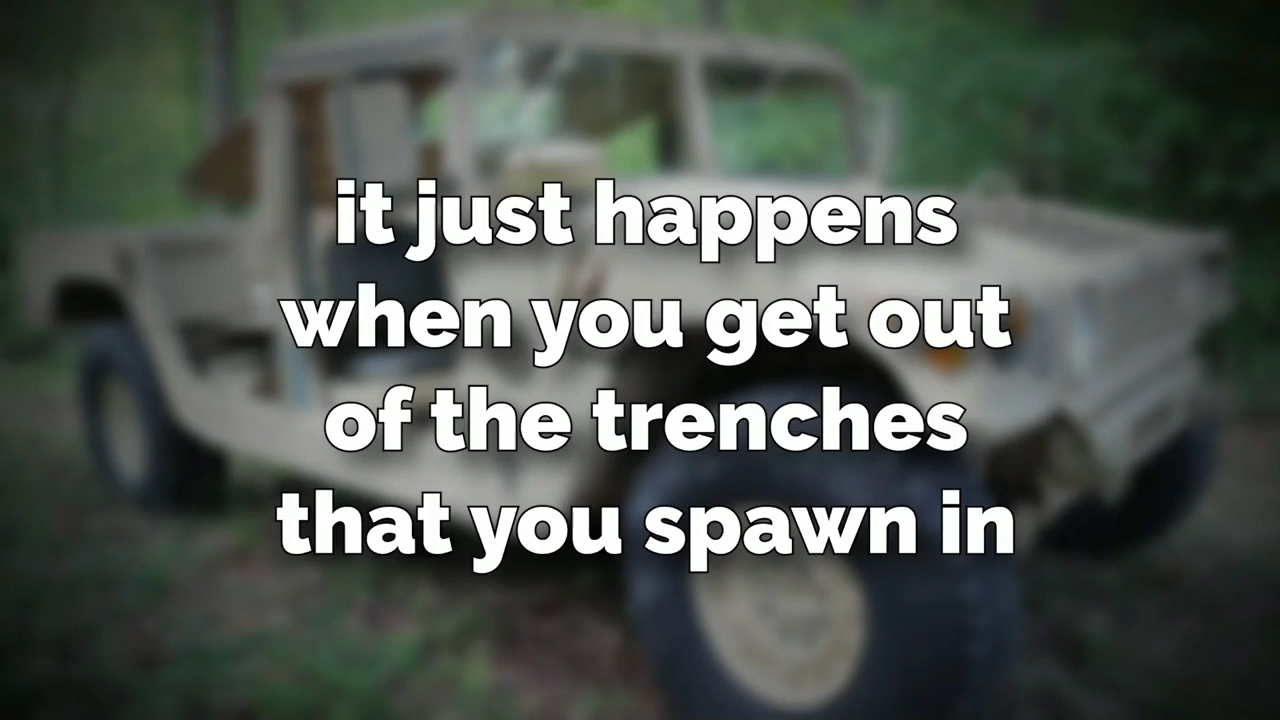 it just happens
when you get out
of the trenches
that you spawn in